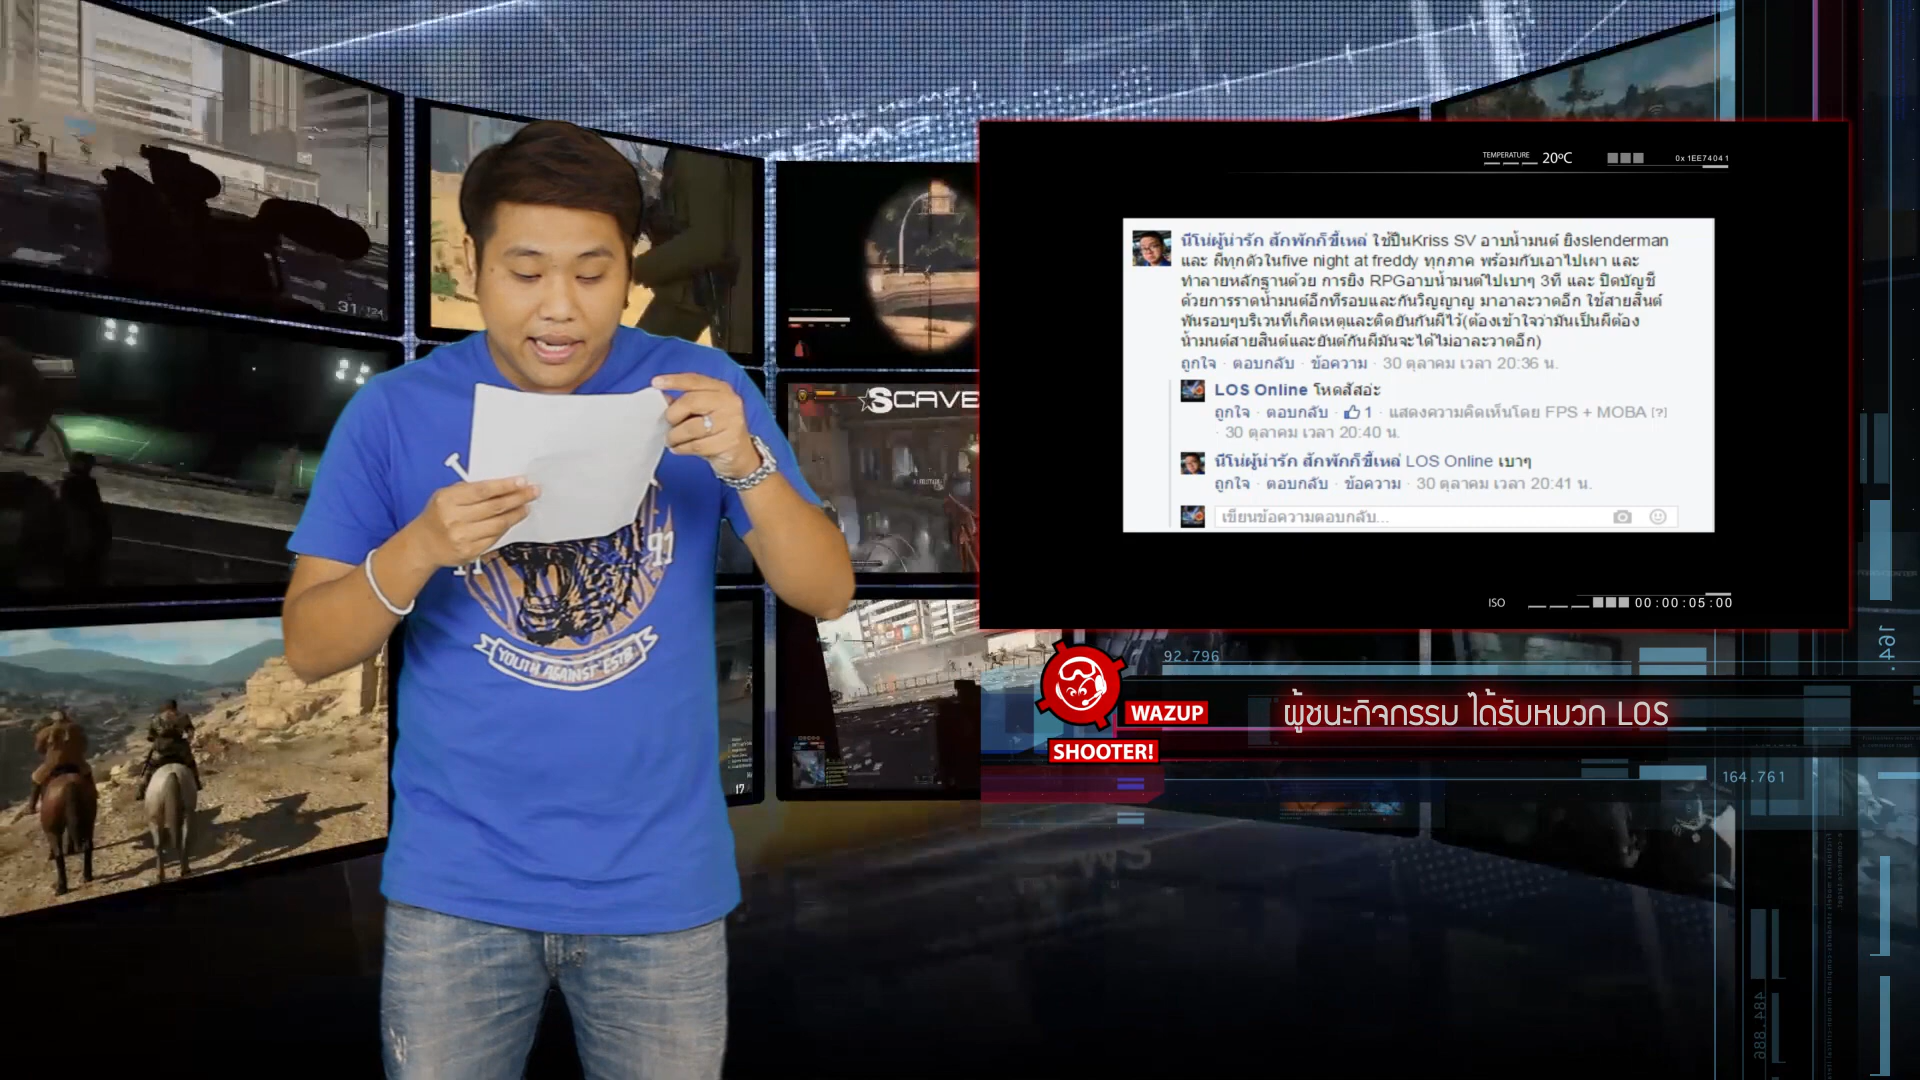 31/124
SCAVE
17
91
YOUTH AGAINST ESTB.
TEMPERATURE 20ºC
0x1EE74041
นีโน่ผู้น่ารัก สักพักก็ขี้เหล่ ใช้ปืนKriss SV อาบน้ำมนต์ ยิงslenderman
และ ผีทุกตัวในfive night at freddy ทุกภาค พร้อมกับเอาไปเผา และ
ทำลายหลักฐานด้วย การยิง RPGอาบน้ำมนต์ไปเบาๆ 3ที และ ปิดบัญชี
ด้วยการราดน้ำมนต์อีกทีรอบและกันวิญญาญ มาอาละวาดอีก ใช้สายสิ้นต์
พันรอบๆบริเวนที่เกิดเหตุและติดยันกันผีไว้(ต้องเข้าใจว่ามันเป็นผีต้อง
น้ำมนต์สายสินต์และยันต์กันผีมันจะได้ไม่อาละวาดอีก)
ถูกใจ · ตอบกลับ · ข้อความ · 30 ตุลาคม เวลา 20:36 น.
LOS Online โหดสัสอ่ะ
ถูกใจ · ตอบกลับ · 1 · แสดงความคิดเห็นโดย FPS + MOBA [?]
· 30 ตุลาคม เวลา 20:40 น.
นีโน่ผู้น่ารัก สักพักก็ขี้เหล่ LOS Online เบาๆ
ถูกใจ · ตอบกลับ · ข้อความ · 30 ตุลาคม เวลา 20:41 น.
เขียนข้อความตอบกลับ...
ISO
00:00:05:00
92.796
WAZUP
SHOOTER!
ผู้ชนะกิจกรรม ได้รับหมวก LOS
164.761
164.
484.886